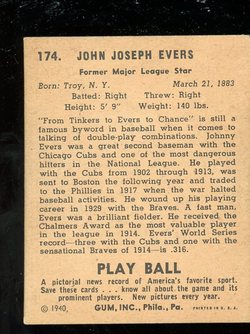 174. JOHN JOSEPH EVERS
Former Major League Star
Born: Troy, N. Y. March 21, 1883
Batted: Right Threw: Right
Height: 5' 9" Weight: 140 lbs.
"From Tinkers to Evers to Chance" is still a
famous byword in baseball when it comes to
talking of double-play combinations. Johnny
Evers was a great second baseman with the
Chicago Cubs and one of the most dangerous
hitters in the National League. He played
with the Cubs from 1902 through 1913, was
sent to Boston the following year and traded
to the Phillies in 1917 when the war halted
baseball activities. He wound up his playing
career in 1929 with the Braves. A fast man,
Evers was a brilliant fielder. He received the
Chalmers Award as the most valuable player
in the league in 1914. Evers' World Series
record—three with the Cubs and one with the
sensational Braves of 1914—is .316.
PLAY BALL
A pictorial news record of America's favorite sport.
Save these cards . . . know all about the game and
its prominent players. New pictures every year.
© 1940, GUM, INC., Phila., Pa. PRINTED IN U. S. A.